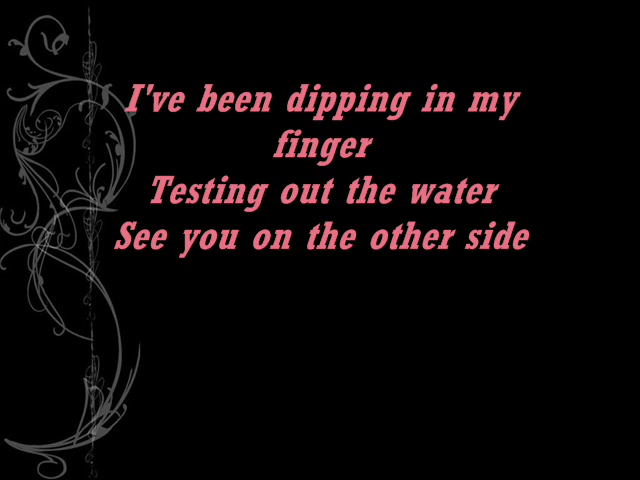 I've been dipping in my
finger
Testing out the water
See you on the other side